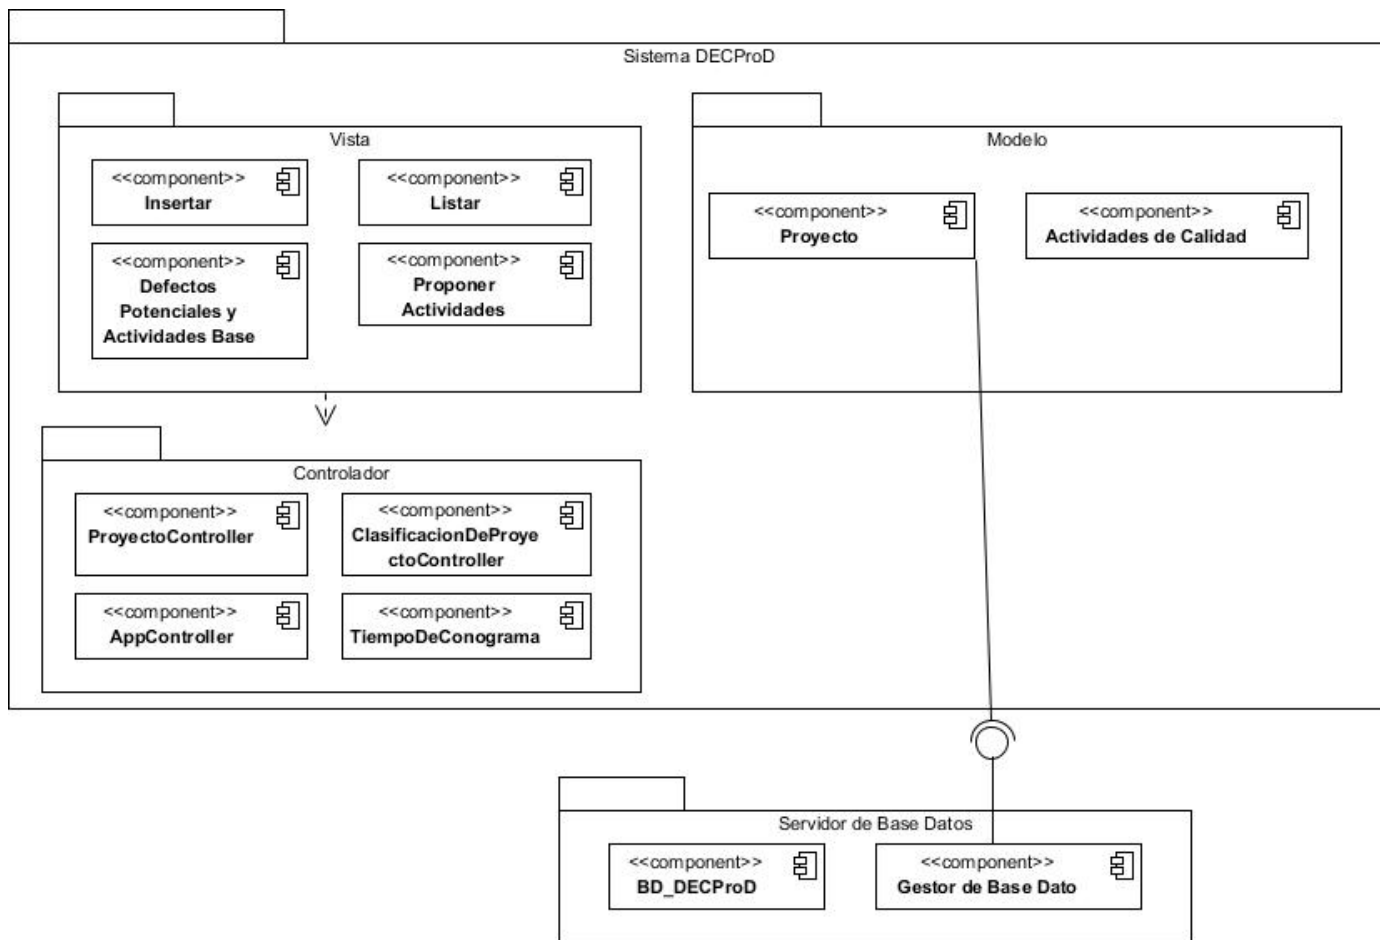 Sistema DECProD
Vista
<<component>>
Insertar
<<component>>
Listar
<<component>>
Defectos
Potenciales y
Actividades Base
<<component>>
Proponer
Actividades
Modelo
<<component>>
Proyecto
<<component>>
Actividades de Calidad
Controlador
<<component>>
ProyectoController
<<component>>
ClasificacionDeProye
ctoController
<<component>>
AppController
<<component>>
TiempoDeConograma
Servidor de Base Datos
<<component>>
BD_DECProD
<<component>>
Gestor de Base Dato